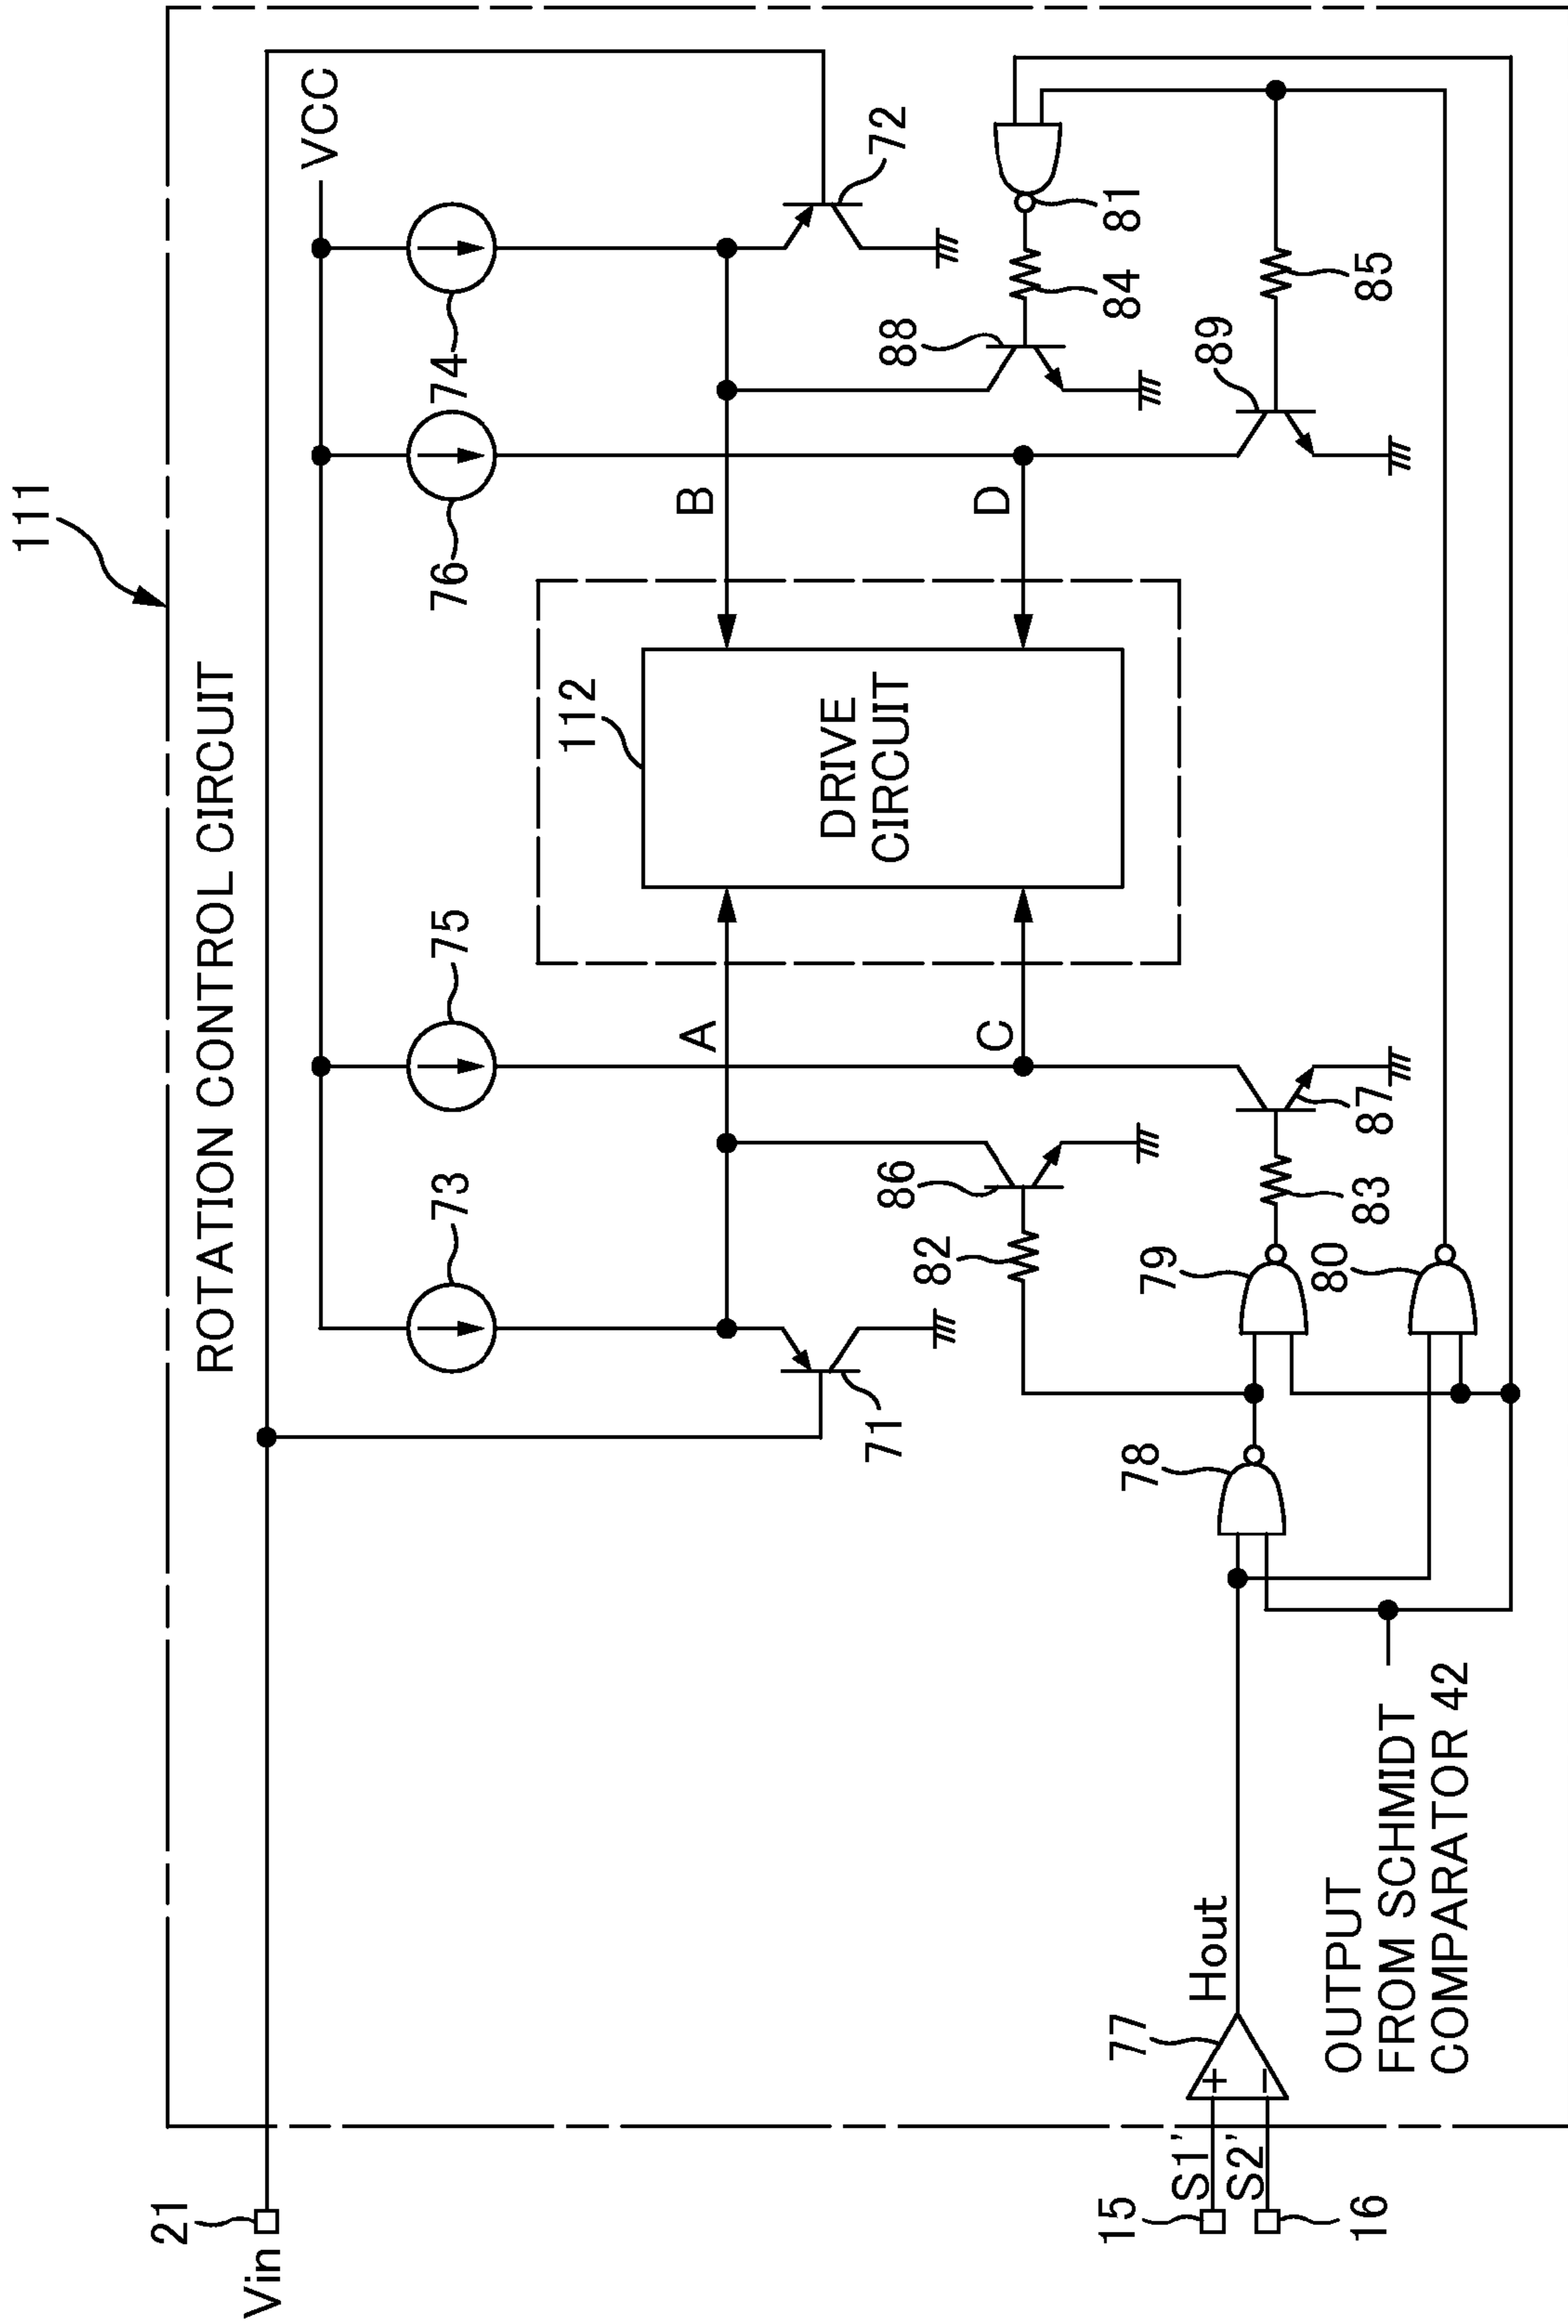 111
ROTATION CONTROL CIRCUIT
VCC
73
75
76
74
A
B
112
DRIVE
CIRCUIT
C
D
71
72
82
86
88
84
81
78
79
83
87
80
89
85
21
Vin
15
S1'
S2'
16
77
Hout
OUTPUT
FROM SCHMIDT
COMPARATOR 42